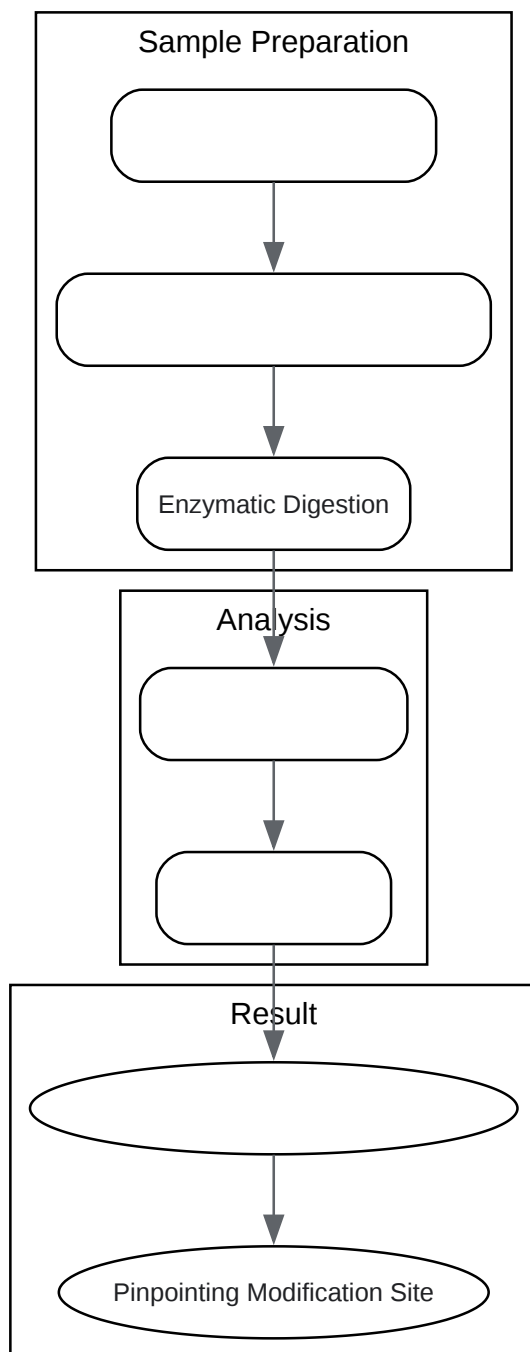 Sample Preparation
Enzymatic Digestion
Analysis
Result
Pinpointing Modification Site